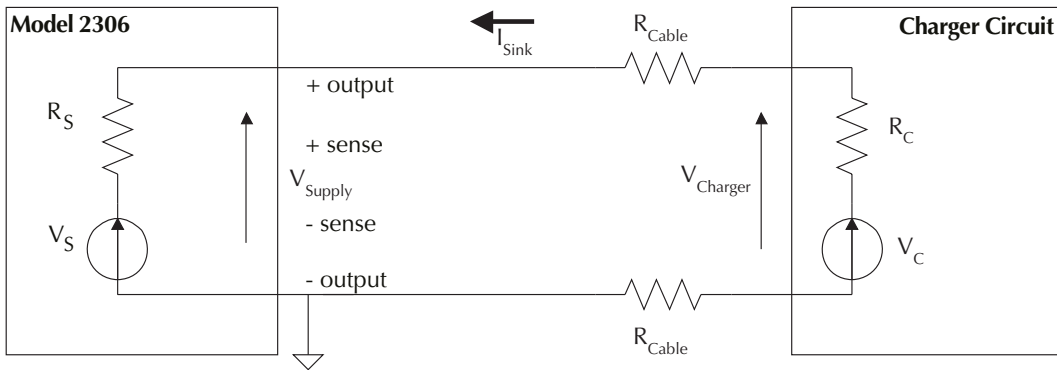 Model 2306
I Sink
R Cable
Charger Circuit
+ output
R S
+ sense
R C
V Supply
V Charger
- sense
V S
V C
- output
R Cable